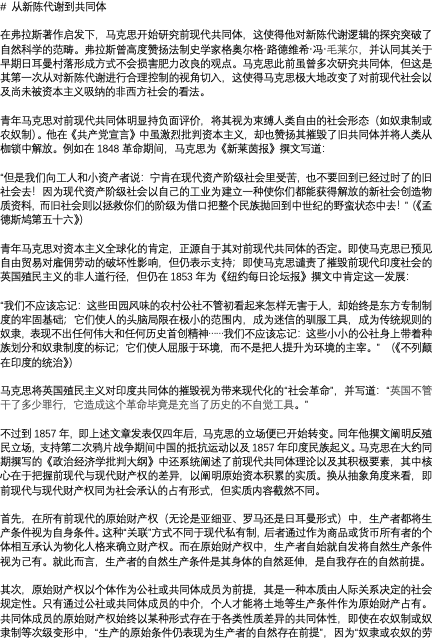 # 从新陈代谢到共同体
在弗拉斯著作启发下，马克思开始研究前现代共同体，这使得他对新陈代谢逻辑的探究突破了
自然科学的范畴。弗拉斯曾高度赞扬法制史学家格奥尔格·路德维希·冯·毛莱尔，并认同其关于
早期日耳曼村落形成方式不会损害肥力改良的观点。马克思此前虽曾多次研究共同体，但这是
其第一次从对新陈代谢进行合理控制的视角切入，这使得马克思极大地改变了对前现代社会以
及尚未被资本主义吸纳的非西方社会的看法。
青年马克思对前现代共同体明显持负面评价，将其视为束缚人类自由的社会形态（如奴隶制或
农奴制）。他在《共产党宣言》中虽激烈批判资本主义，却也赞扬其摧毁了旧共同体并将人类从
枷锁中解放。例如在 1848 革命期间，马克思为《新莱茵报》撰文写道：
“但是我们向工人和小资产者说：宁肯在现代资产阶级社会里受苦，也不要回到已经过时了的旧
社会去！因为现代资产阶级社会以自己的工业为建立一种使你们都能获得解放的新社会创造物
质资料，而旧社会则以拯救你们的阶级为借口把整个民族抛回到中世纪的野蛮状态中去！”（《孟
德斯鸠第五十六》）
青年马克思对资本主义全球化的肯定，正源自于其对前现代共同体的否定。即使马克思已预见
自由贸易对雇佣劳动的破坏性影响，但仍表示支持；即使马克思谴责了摧毁前现代印度社会的
英国殖民主义的非人道行径，但仍在 1853 年为《纽约每日论坛报》撰文中肯定这一发展：
“我们不应该忘记：这些田园风味的农村公社不管初看起来怎样无害于人，却始终是东方专制制
度的牢固基础；它们使人的头脑局限在极小的范围内，成为迷信的驯服工具，成为传统规则的
奴隶，表现不出任何伟大和任何历史首创精神……我们不应该忘记：这些小小的公社身上带着种
族划分和奴隶制度的标记；它们使人屈服于环境，而不是把人提升为环境的主宰。”（《不列颠
在印度的统治》）
马克思将英国殖民主义对印度共同体的摧毁视为带来现代化的“社会革命”，并写道：“英国不管
干了多少罪行，它造成这个革命毕竟是充当了历史的不自觉工具。”
不过到 1857 年，即上述文章发表仅四年后，马克思的立场便已开始转变。同年他撰文阐明反殖
民立场，支持第二次鸦片战争期间中国的抵抗运动以及 1857 年印度民族起义。马克思在大约同
期撰写的《政治经济学批判大纲》中还系统阐述了前现代共同体理论以及其积极要素，其中核
心在于把握前现代与现代财产权的差异，以阐明原始资本积累的实质。换从抽象角度来看，即
前现代与现代财产权同为社会承认的占有形式，但实质内容截然不同。
首先，在所有前现代的原始财产权（无论是亚细亚、罗马还是日耳曼形式）中，生产者都将生
产条件视为自身条件。这种“关联”方式不同于现代私有制，后者通过作为商品或货币所有者的个
体相互承认为物化人格来确立财产权。而在原始财产权中，生产者自始就自发将自然生产条件
视为己有。就此而言，生产者的自然生产条件是其身体的自然延伸，是自我存在的自然前提。
其次，原始财产权以个体作为公社或共同体成员为前提，其是一种本质由人际关系决定的社会
规定性。只有通过公社或共同体成员的中介，个人才能将土地等生产条件作为原始财产占有。
共同体成员的原始财产权始终以某种形式存在于各类性质差异的共同体性，即使在农奴制或奴
隶制等次级形态中，“生产的原始条件仍表现为生产者的自然存在前提”，因为“奴隶或农奴的劳